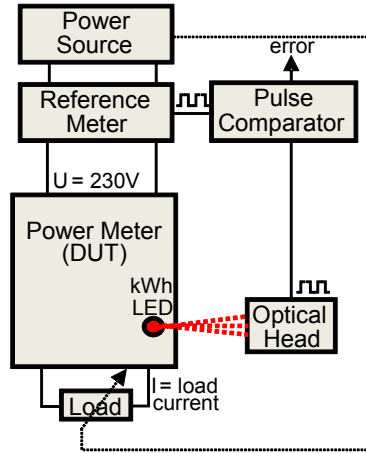 Power
Source
error
Reference
Meter
Pulse
Comparator
U = 230V
Power Meter
(DUT)
kWh
LED
Optical
Head
Load
I = load
current